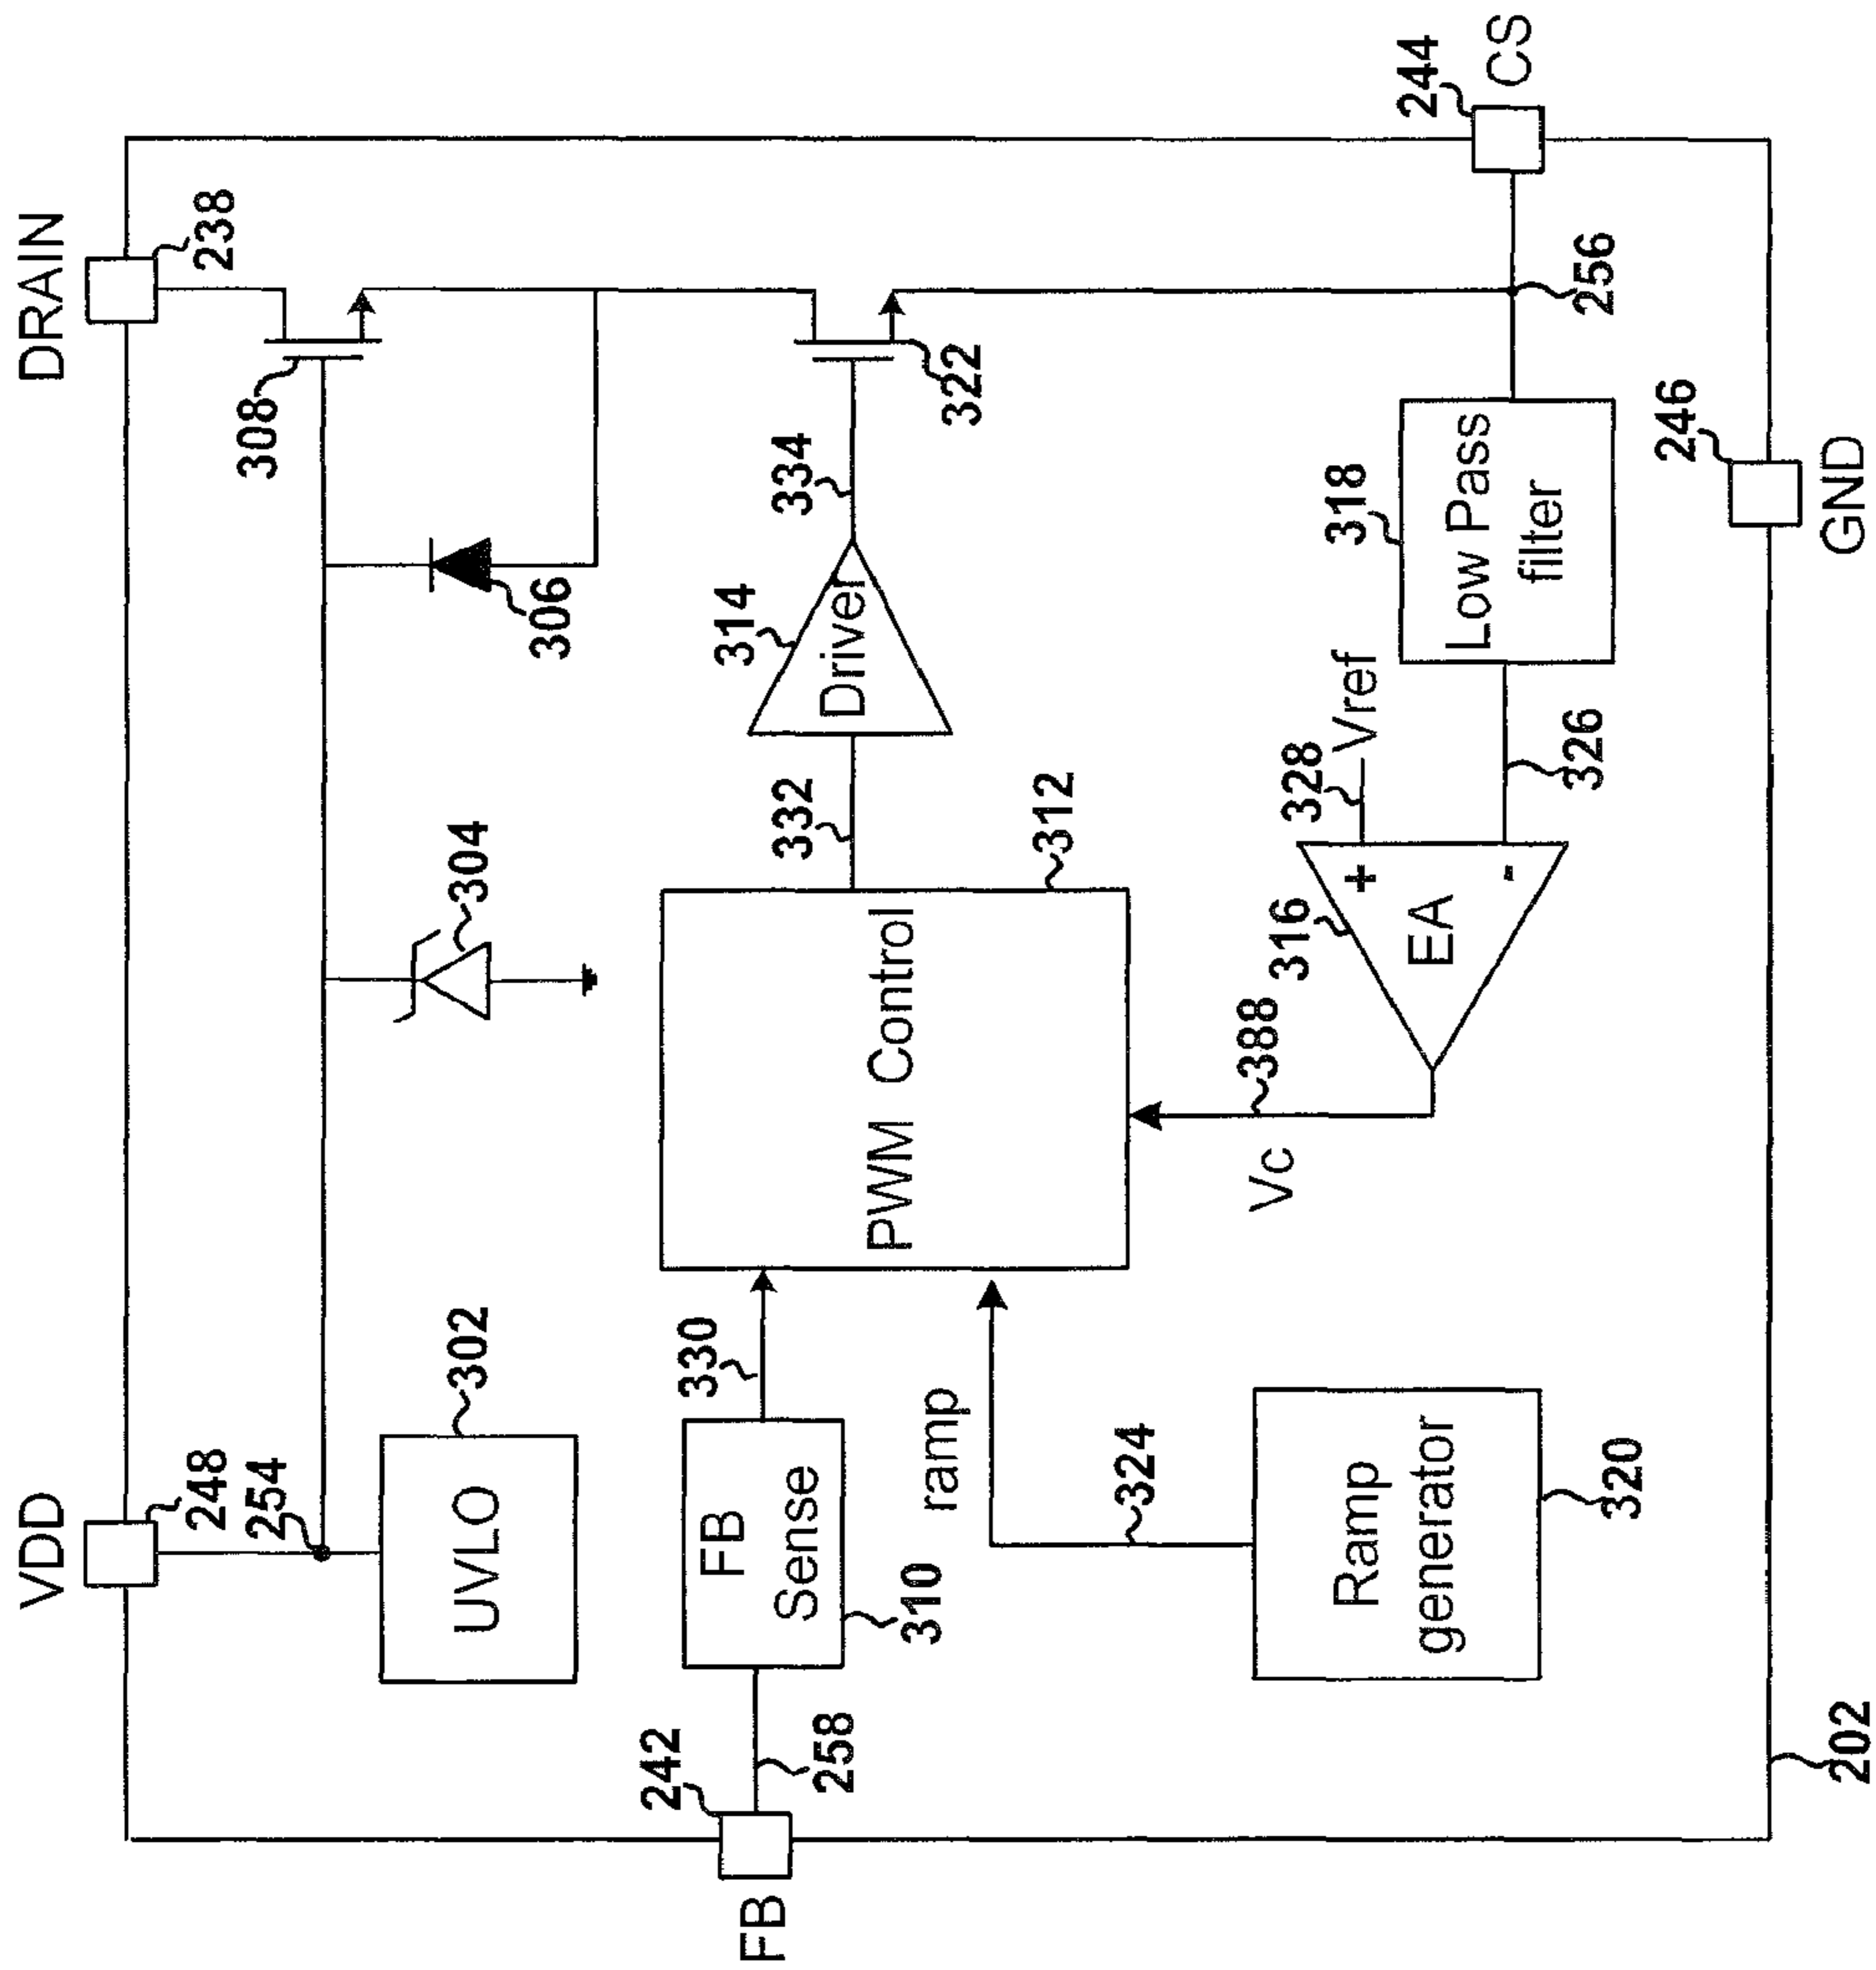 VDD
DRAIN
248
238
254
308
302
304
UVLO
306
FB
242
258
FB
Sense
310
330
PWM Control
312
332
314
Driver
334
322
ramp
324
Ramp
generator
320
Vc
388
316
EA
+
-
328
Vref
326
318
Low Pass
filter
256
244
CS
246
GND
202